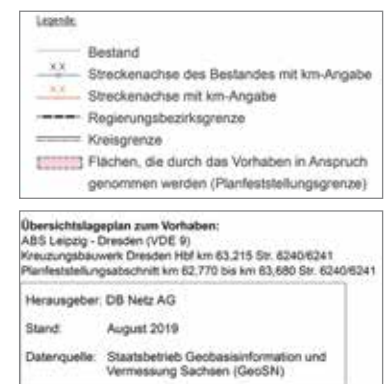 Legende:
Bestand
x.x
Streckenachse des Bestandes mit km-Angabe
x.x
Streckenachse mit km-Angabe
Regierungsbezirksgrenze
Kreisgrenze
Flächen, die durch das Vorhaben in Anspruch
genommen werden (Planfeststellungsgrenze)
Übersichtslageplan zum Vorhaben:
ABS Leipzig - Dresden (VDE 9)
Kreuzungsbauwerk Dresden Hbf km 63,215 Str. 6240/6241
Planfeststellungsabschnitt km 62,770 bis km 63,680 Str. 6240/6241
Herausgeber: DB Netz AG
Stand: August 2019
Datenquelle: Staatsbetrieb Geobasisinformation und
Vermessung Sachsen (GeoSN)